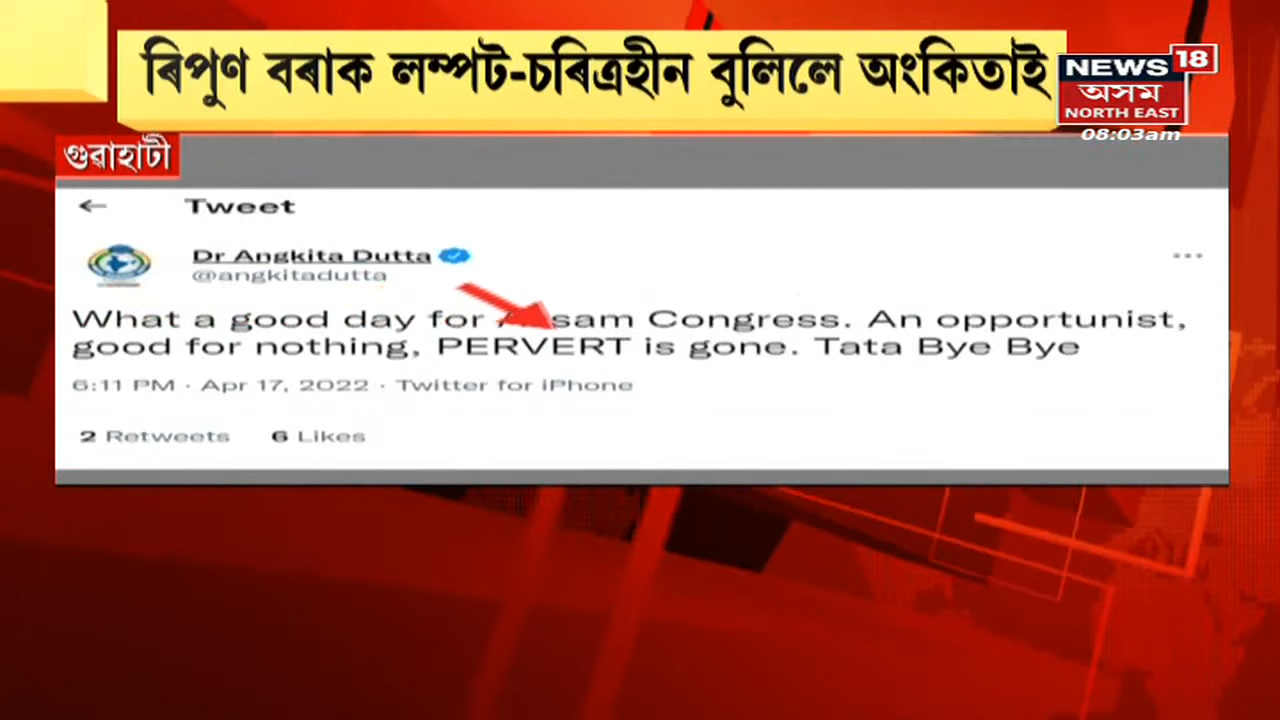 ৰিপুণ বৰাক লম্পট-চৰিত্ৰহীন বুলিলে অংকিতাই
NEWS 18
অসম
NORTH EAST
08:03am
গুৱাহাটী
← Tweet
Dr Angkita Dutta
@angkitadutta
What a good day for Assam Congress. An opportunist,
good for nothing, PERVERT is gone. Tata Bye Bye
6:11 PM · Apr 17, 2022 · Twitter for iPhone
2 Retweets 6 Likes